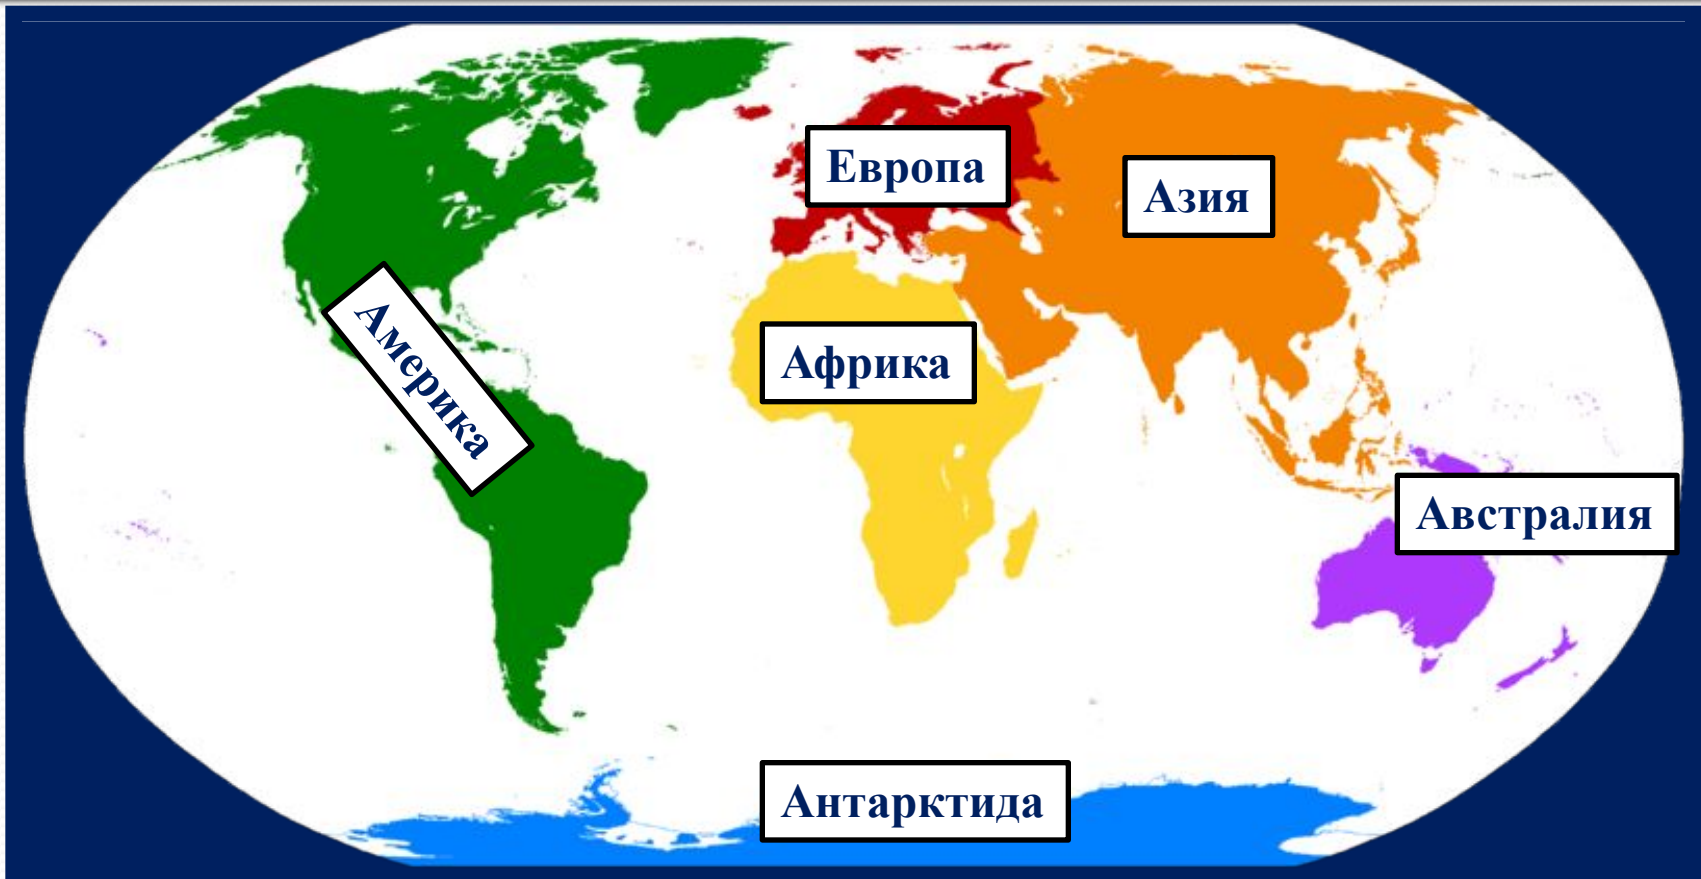 Европа
Азия
Америка
Африка
Австралия
Антарктида